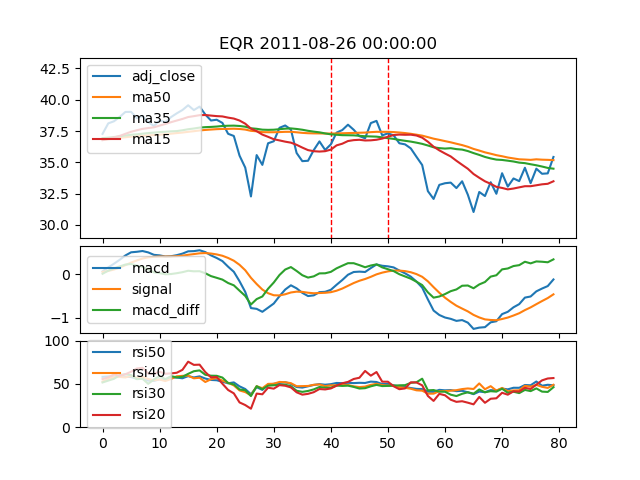 EQR 2011-08-26 00:00:00
42.5
40.0
37.5
35.0
32.5
30.0
adj_close
ma50
ma35
ma15
0
−1
macd
signal
macd_diff
100
50
0
rsi50
rsi40
rsi30
rsi20
0 10 20 30 40 50 60 70 80